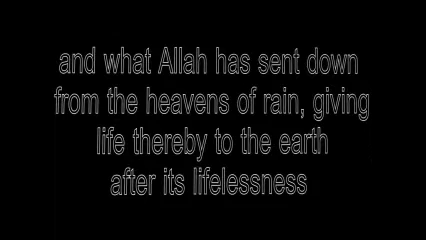 and what Allah has sent down
from the heavens of rain, giving
life thereby to the earth
after its lifelessness